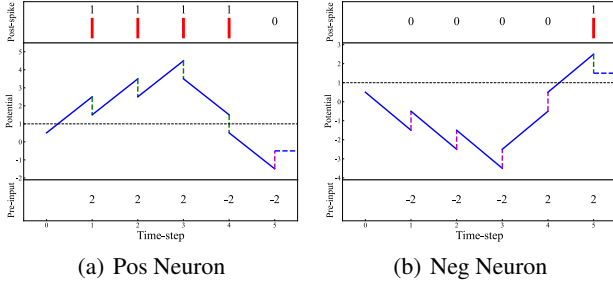 Post-spike
1 1 1 1 0
Potential
5
4
3
2
1
0
-1
-2
Pre-input
2 2 2 -2 -2
0 1 2 3 4 5
Time-step
(a) Pos Neuron
Post-spike
0 0 0 0 1
Potential
3
2
1
0
-1
-2
-3
-4
Pre-input
-2 -2 -2 2 2
0 1 2 3 4 5
Time-step
(b) Neg Neuron